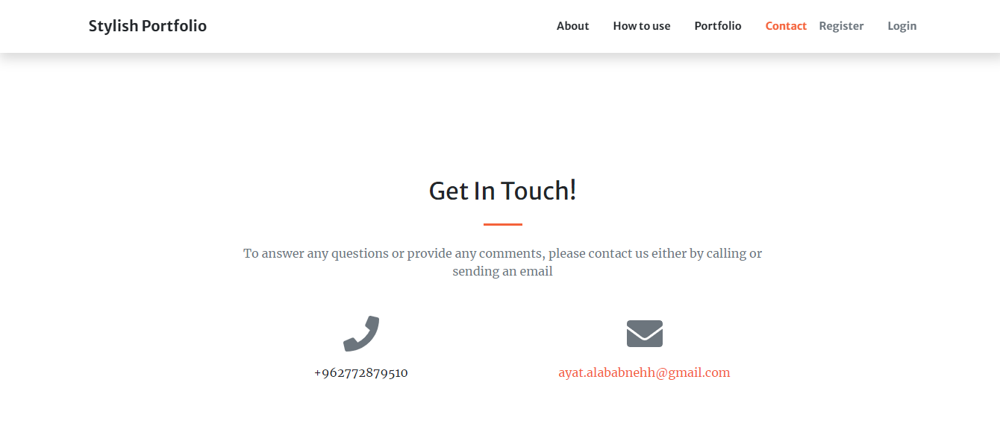 Stylish Portfolio
About How to use Portfolio Contact Register Login
Get In Touch!
To answer any questions or provide any comments, please contact us either by calling or
sending an email
+962772879510
ayat.alababnehh@gmail.com